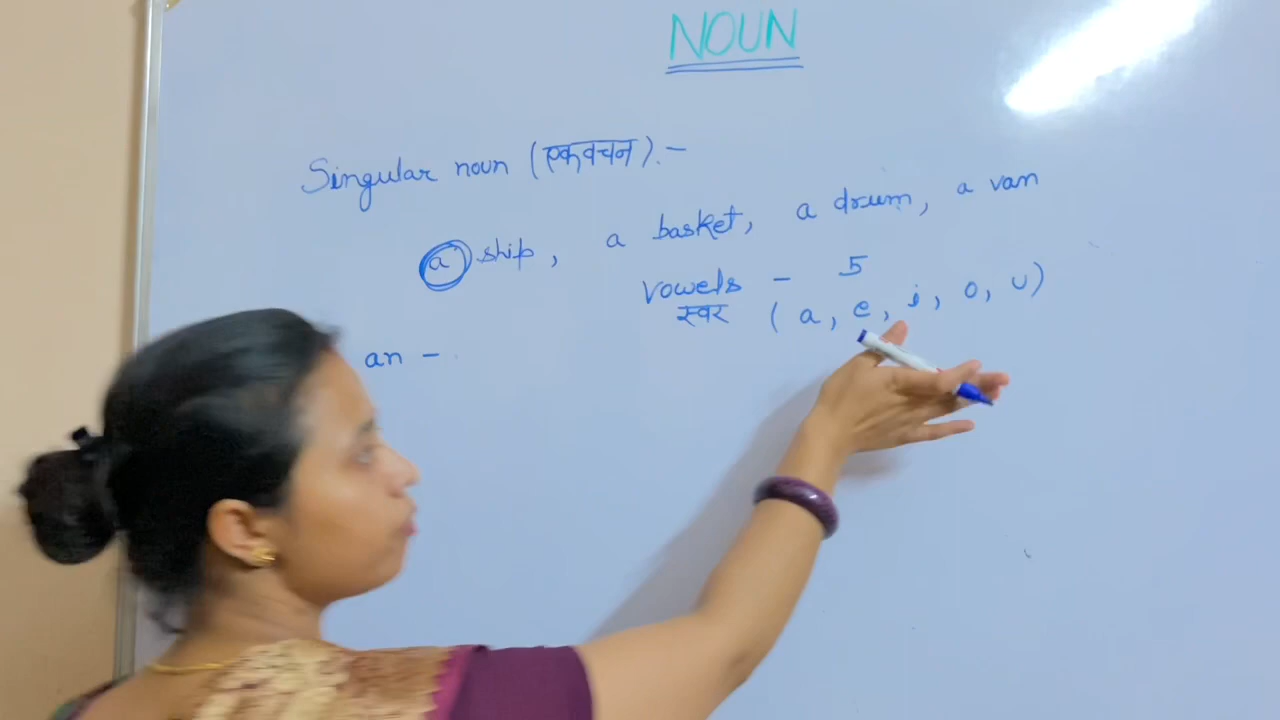 NOUN
Singular noun (एकवचन).-
a ship, a basket, a drum, a van
vowels - 5
स्वर (a, e, i, o, u)
an -